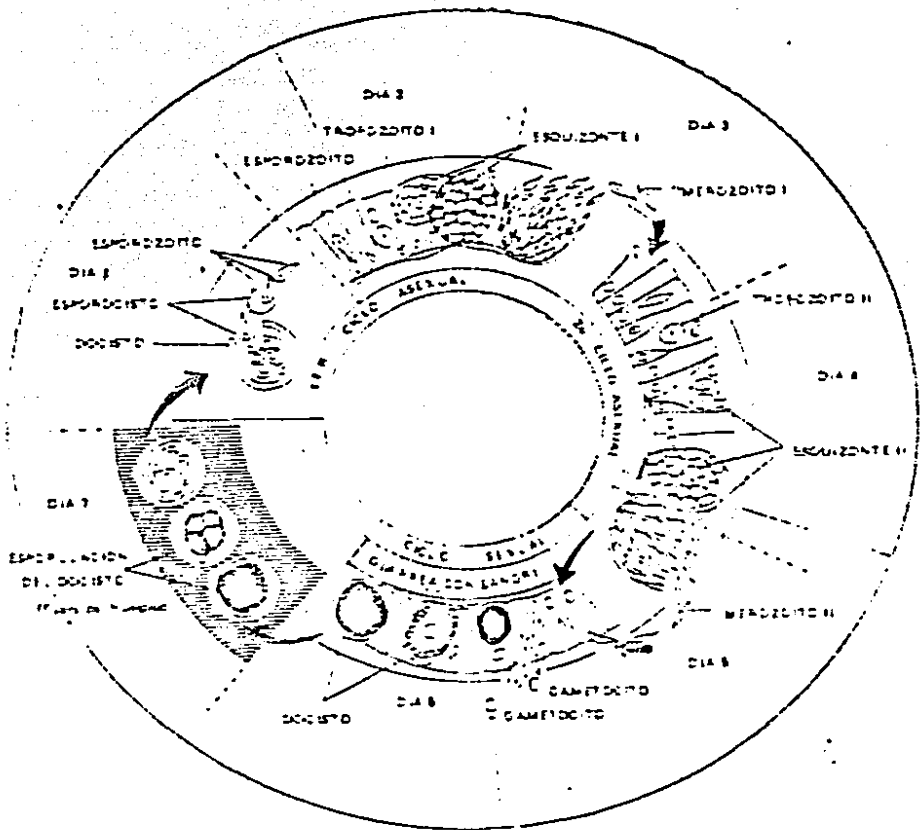 DIA 2
TROFOZOITO I
ESPOROZOITO
ESQUIZONTE I
DIA 3
MEROZOITO I
ESPOROZOITO
DIA 1
ESPOROCISTO
OOCISTO
1ER CICLO ASEXUAL
2º CICLO ASEXUAL
TROFOZOITO II
DIA 4
ESQUIZONTE II
DIA 7
ESPORULACION
DEL OOCISTO
CICLO SEXUAL
DIARREA CON SANGRE
MEROZOITO II
DIA 5
GAMETOCITO
GAMETOCITO
DIA 6
OOCISTO